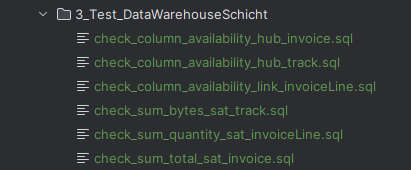 3_Test_DataWarehouseSchicht
check_column_availability_hub_invoice.sql
check_column_availability_hub_track.sql
check_column_availability_link_invoiceLine.sql
check_sum_bytes_sat_track.sql
check_sum_quantity_sat_invoiceLine.sql
check_sum_total_sat_invoice.sql